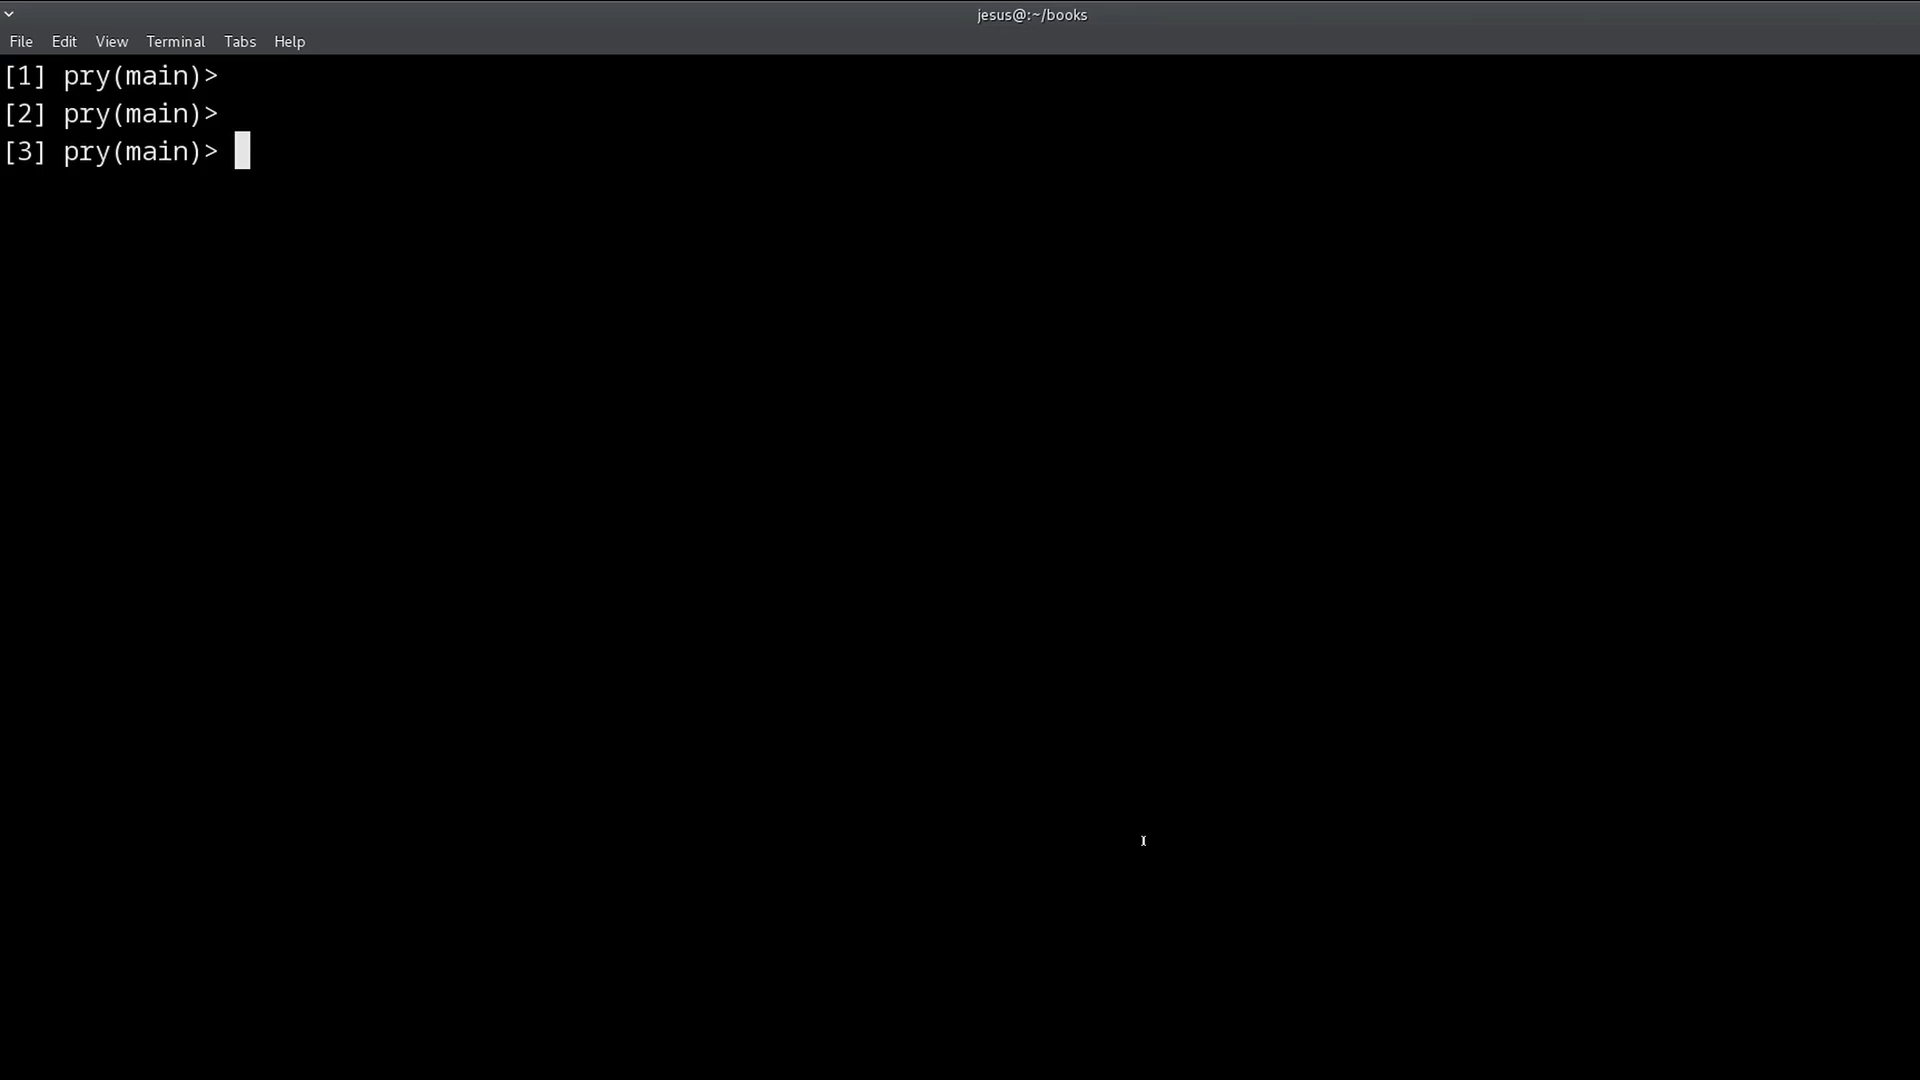 jesus@:~/books
File Edit View Terminal Tabs Help
[1] pry(main)>
[2] pry(main)>
[3] pry(main)>